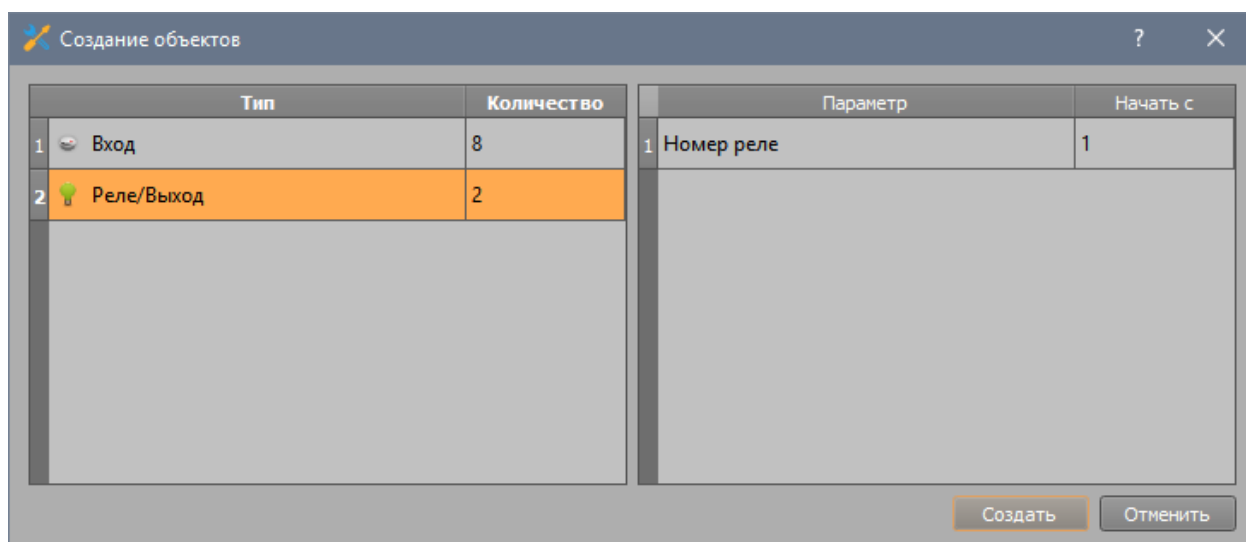 Создание объектов ? ✕
Тип Количество
1 Вход 8
2 Реле/Выход 2
Параметр Начать с
1 Номер реле 1
Создать Отменить